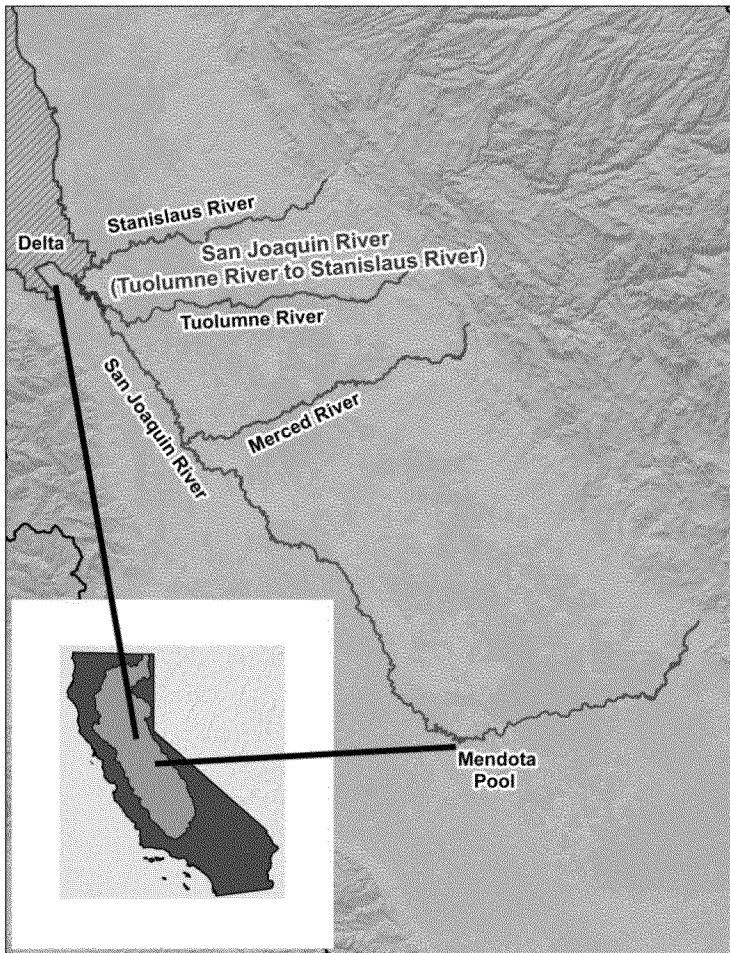 Stanislaus River
Delta
San Joaquin River
(Tuolumne River to Stanislaus River)
Tuolumne River
San Joaquin River
Merced River
Mendota
Pool